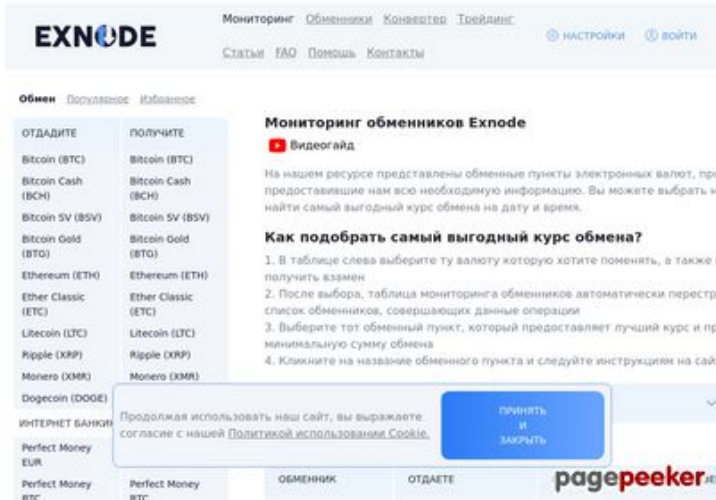 EXNODE
Мониторинг Обменники Конвертер Трейдинг
Статьи FAQ Помощь Контакты
НАСТРОЙКИ ВОЙТИ
Обмен Популярное Избранное
ОТДАДИТЕ ПОЛУЧИТЕ
Bitcoin (BTC) Bitcoin (BTC)
Bitcoin Cash (BCH) Bitcoin Cash (BCH)
Bitcoin SV (BSV) Bitcoin SV (BSV)
Bitcoin Gold (BTG) Bitcoin Gold (BTG)
Ethereum (ETH) Ethereum (ETH)
Ether Classic (ETC) Ether Classic (ETC)
Litecoin (LTC) Litecoin (LTC)
Ripple (XRP) Ripple (XRP)
Monero (XMR) Monero (XMR)
Dogecoin (DOGE)
ИНТЕРНЕТ БАНКИН
Perfect Money EUR
Perfect Money BTC Perfect Money BTC
Мониторинг обменников Exnode
Видеогайд
На нашем ресурсе представлены обменные пункты электронных валют, пр
предоставившие нам всю необходимую информацию. Вы можете выбрать н
найти самый выгодный курс обмена на дату и время.
Как подобрать самый выгодный курс обмена?
1. В таблице слева выберите ту валюту которую хотите поменять, а также
получить взамен
2. После выбора, таблица мониторинга обменников автоматически перестр
список обменников, совершающих данные операции
3. Выберите тот обменный пункт, который предоставляет лучший курс и пр
минимальную сумму обмена
4. Кликните на название обменного пункта и следуйте инструкциям на сай
Продолжая использовать наш сайт, вы выражаете
согласие с нашей Политикой использовании Cookie.
ПРИНЯТЬ
И
ЗАКРЫТЬ
ОБМЕННИК ОТДАЕТЕ
pagepeeker